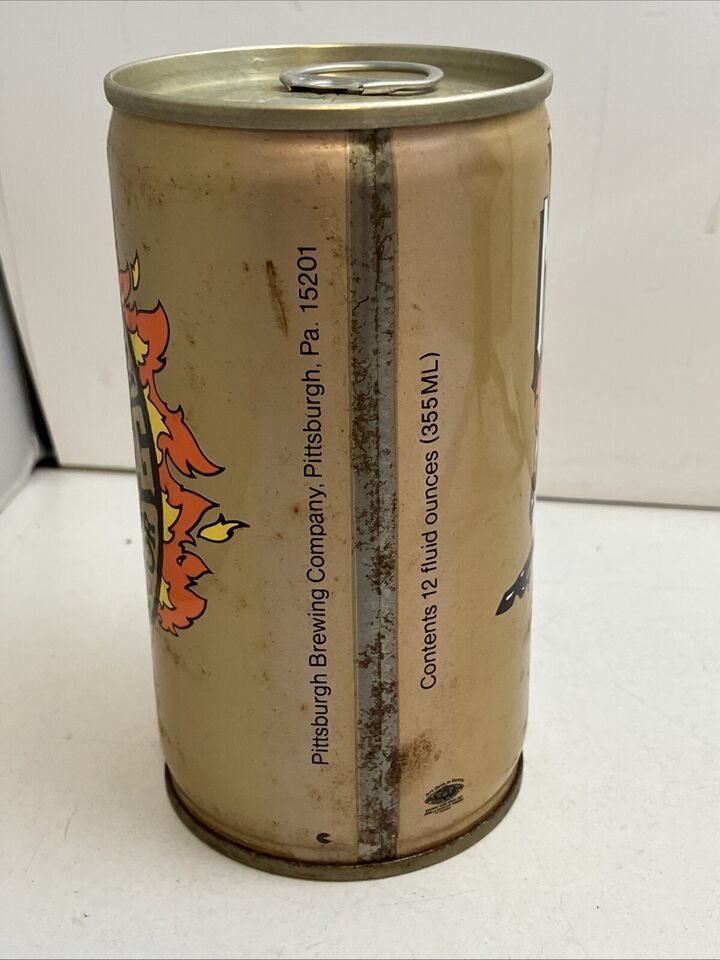 Pittsburgh Brewing Company, Pittsburgh, Pa. 15201
Contents 12 fluid ounces (355ML)